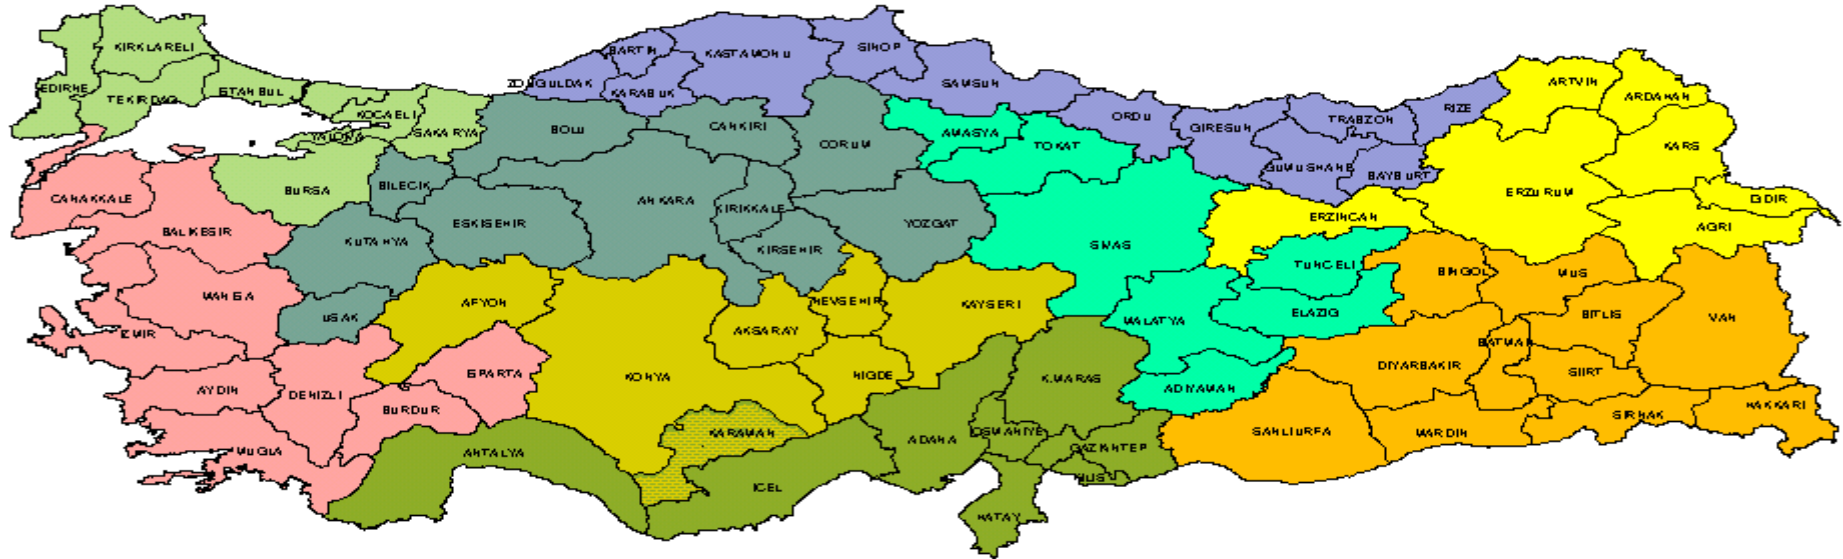 KIRKLARELI
EDIRNE
TEKIRDAG
ISTANBUL
KOCAELI
YALOVA
SAKARYA
ZONGULDAK
BARTIN
KARABUK
KASTAMONU
SINOP
SAMSUN
ORDU
GIRESUN
TRABZON
RIZE
GUMUSHANE
BAYBURT
ARTVIN
ARDAHAN
KARS
ERZURUM
IGDIR
AGRI
ERZINCAN
BOLU
CANKIRI
CORUM
AMASYA
TOKAT
CANAKKALE
BURSA
BILECIK
BALIKESIR
KUTAHYA
ESKISEHIR
ANKARA
KIRIKKALE
KIRSEHIR
YOZGAT
SIVAS
TUNCELI
BINGOL
MUS
MANISA
USAK
AFYON
AKSARAY
NEVSEHIR
KAYSERI
MALATYA
ELAZIG
BITLIS
VAN
IZMIR
AYDIN
DENIZLI
ISPARTA
BURDUR
KONYA
NIGDE
K.MARAS
ADIYAMAN
DIYARBAKIR
BATMAN
SIIRT
SIRNAK
HAKKARI
MUGLA
ANTALYA
KARAMAN
ICEL
ADANA
OSMANIYE
GAZIANTEP
SANLIURFA
MARDIN
HATAY